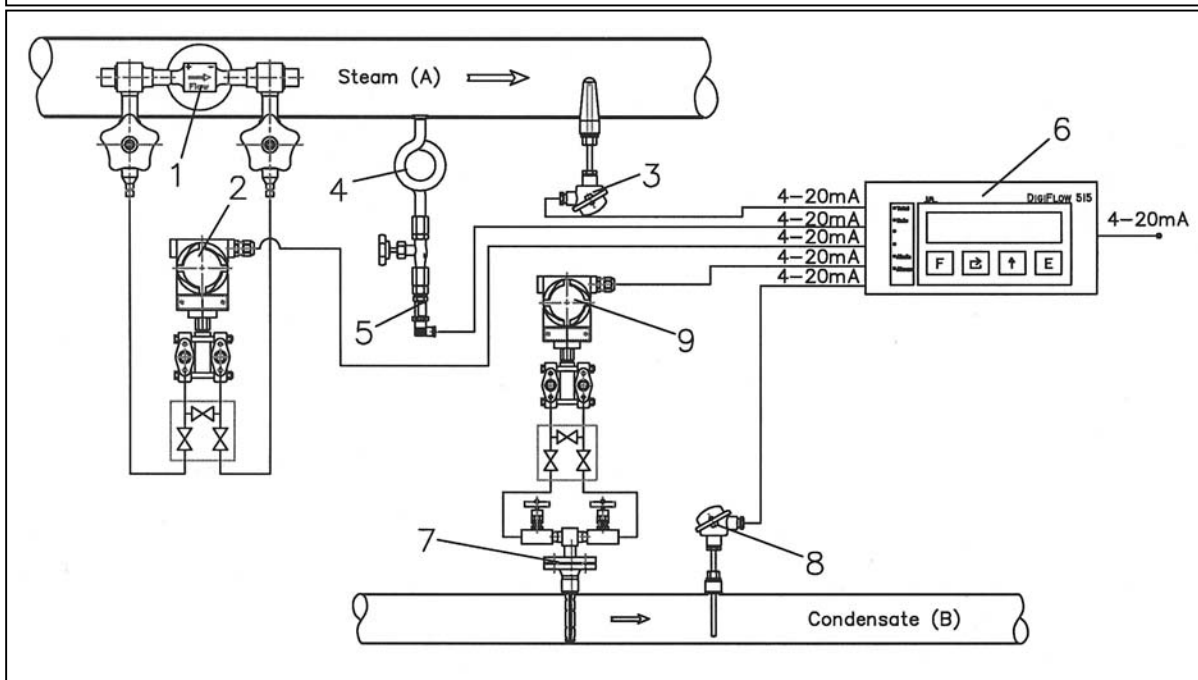 Steam (A)
+ -
Flow
1
2
3
4
5
6
4-20mA
4-20mA
4-20mA
4-20mA
4-20mA
DIGIFLOW 515
F
↑
E
4-20mA
9
7
8
Condensate (B)